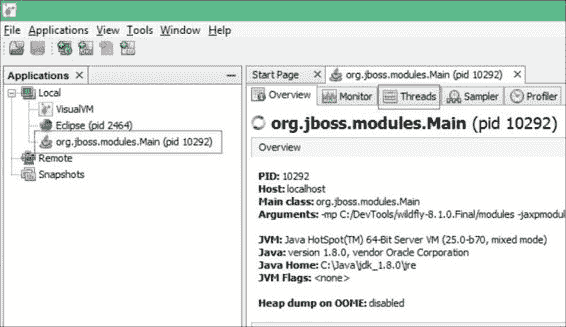 File Applications View Tools Window Help
Applications ×
Start Page × org.jboss.modules.Main (pid 10292) ×
Local
VisualVM
Eclipse (pid 2464)
org.jboss.modules.Main (pid 10292)
Remote
Snapshots
Overview Monitor Threads Sampler Profiler
org.jboss.modules.Main (pid 10292)
Overview
PID: 10292
Host: localhost
Main class: org.jboss.modules.Main
Arguments: -mp C:/DevTools/wildfly-8.1.0.Final/modules -jaxpmodul
JVM: Java HotSpot(TM) 64-Bit Server VM (25.0-b70, mixed mode)
Java: version 1.8.0, vendor Oracle Corporation
Java Home: C:\Java\jdk_1.8.0\jre
JVM Flags: <none>
Heap dump on OOME: disabled